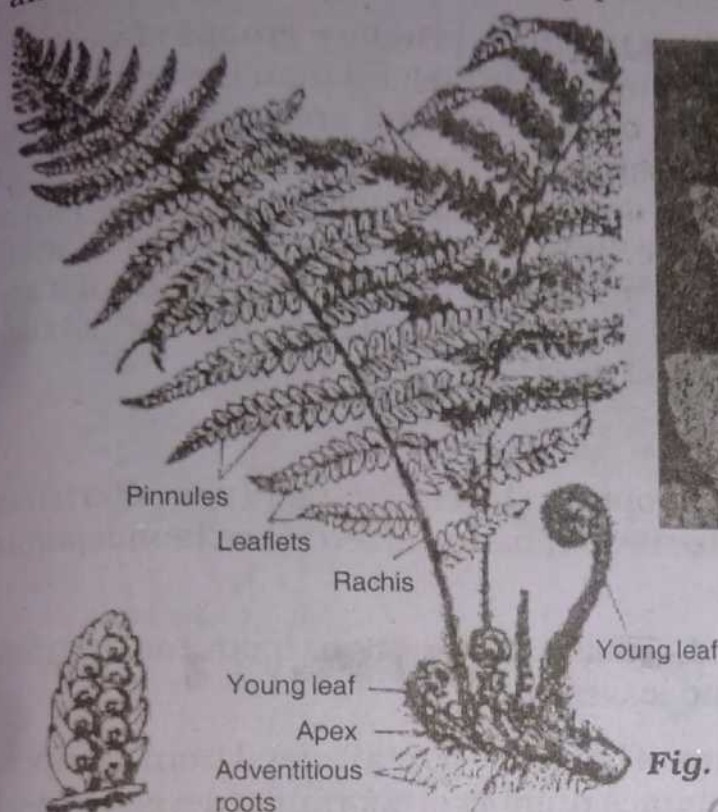 Pinnules
Leaflets
Rachis
Young leaf
Young leaf
Apex
Adventitious
roots
Fig.